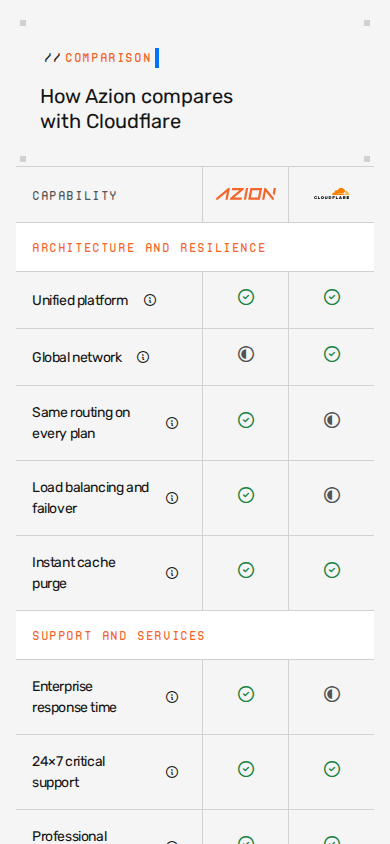 // COMPARISON
How Azion compares
with Cloudflare
CAPABILITY
AZION
CLOUDFLARE
ARCHITECTURE AND RESILIENCE
Unified platform
Global network
Same routing on
every plan
Load balancing and
failover
Instant cache
purge
SUPPORT AND SERVICES
Enterprise
response time
24×7 critical
support
Professional